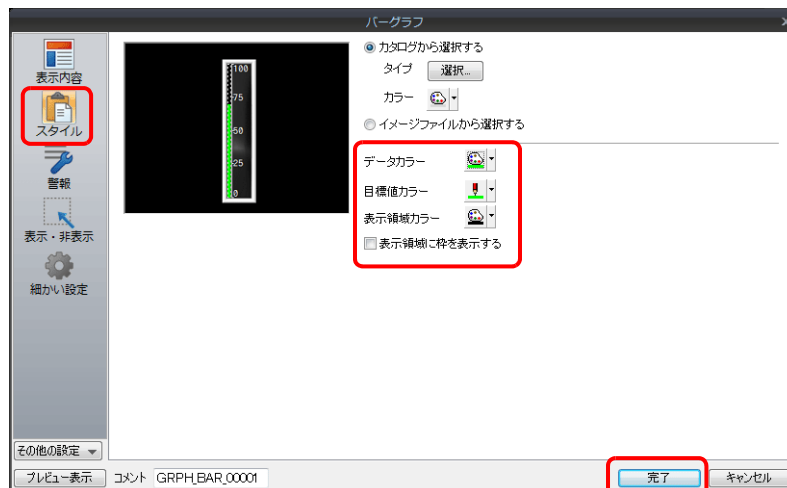 バーグラフ
表示内容
スタイル
警報
表示・非表示
細かい設定
その他の設定
100
75
50
25
0
カタログから選択する
タイプ 選択...
カラー
イメージファイルから選択する
データカラー
目標値カラー
表示領域カラー
表示領域に枠を表示する
プレビュー表示 コメント GRPH_BAR_00001 完了 キャンセル